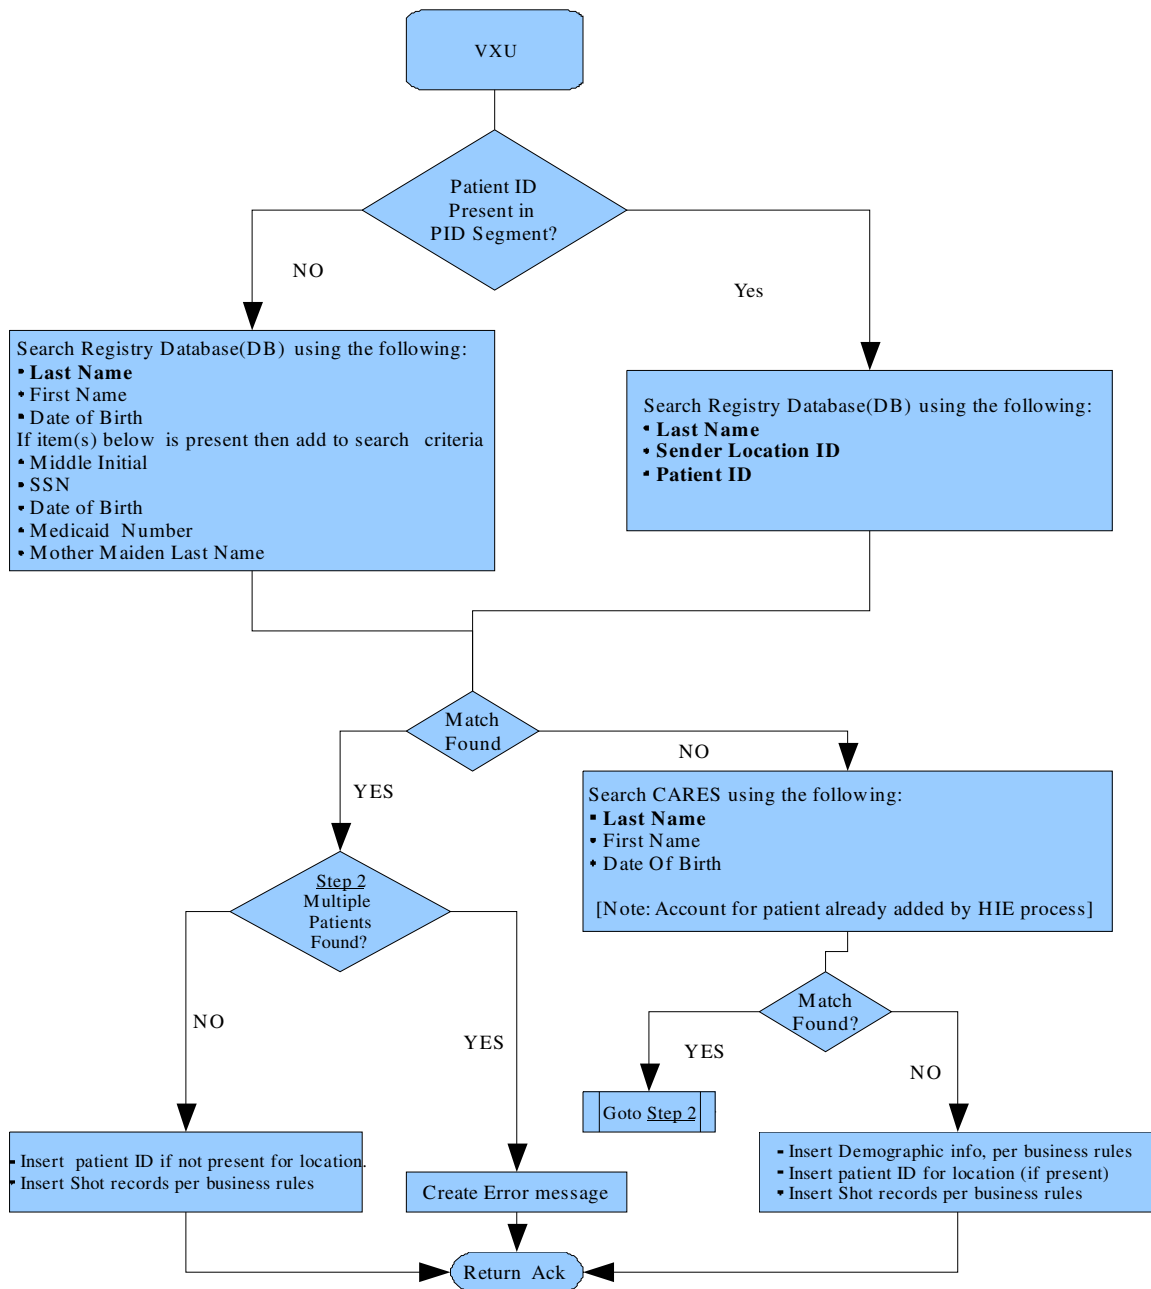 VXU
Patient ID
Present in
PID Segment?
NO
Yes
Search Registry Database(DB) using the following:
• Last Name
• First Name
• Date of Birth
If item(s) below is present then add to search criteria
• Middle Initial
• SSN
• Date of Birth
• Medicaid Number
• Mother Maiden Last Name
Search Registry Database(DB) using the following:
• Last Name
• Sender Location ID
• Patient ID
Match
Found
NO
YES
Search CARES using the following:
• Last Name
• First Name
• Date Of Birth
[Note: Account for patient already added by HIE process]
Step 2
Multiple
Patients
Found?
NO
YES
Match
Found?
YES
NO
Goto Step 2
• Insert patient ID if not present for location.
• Insert Shot records per business rules
Create Error message
• Insert Demographic info, per business rules
• Insert patient ID for location (if present)
• Insert Shot records per business rules
Return Ack